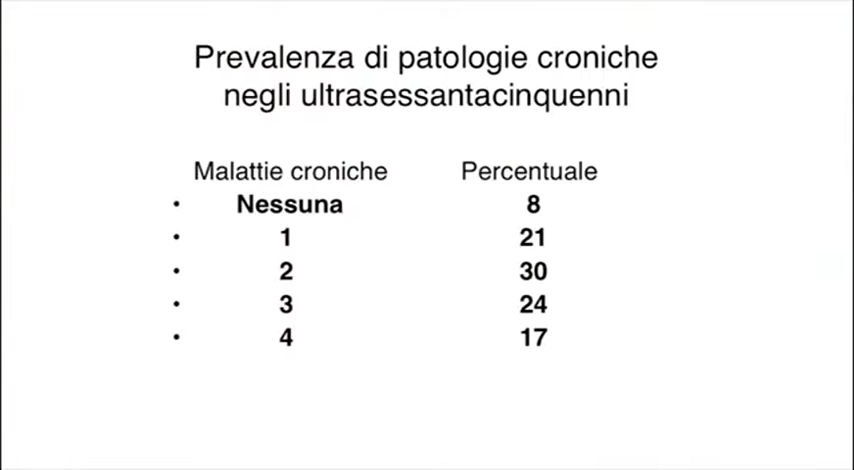 Prevalenza di patologie croniche
negli ultrasessantacinquenni
Malattie croniche Percentuale
• Nessuna 8
• 1 21
• 2 30
• 3 24
• 4 17